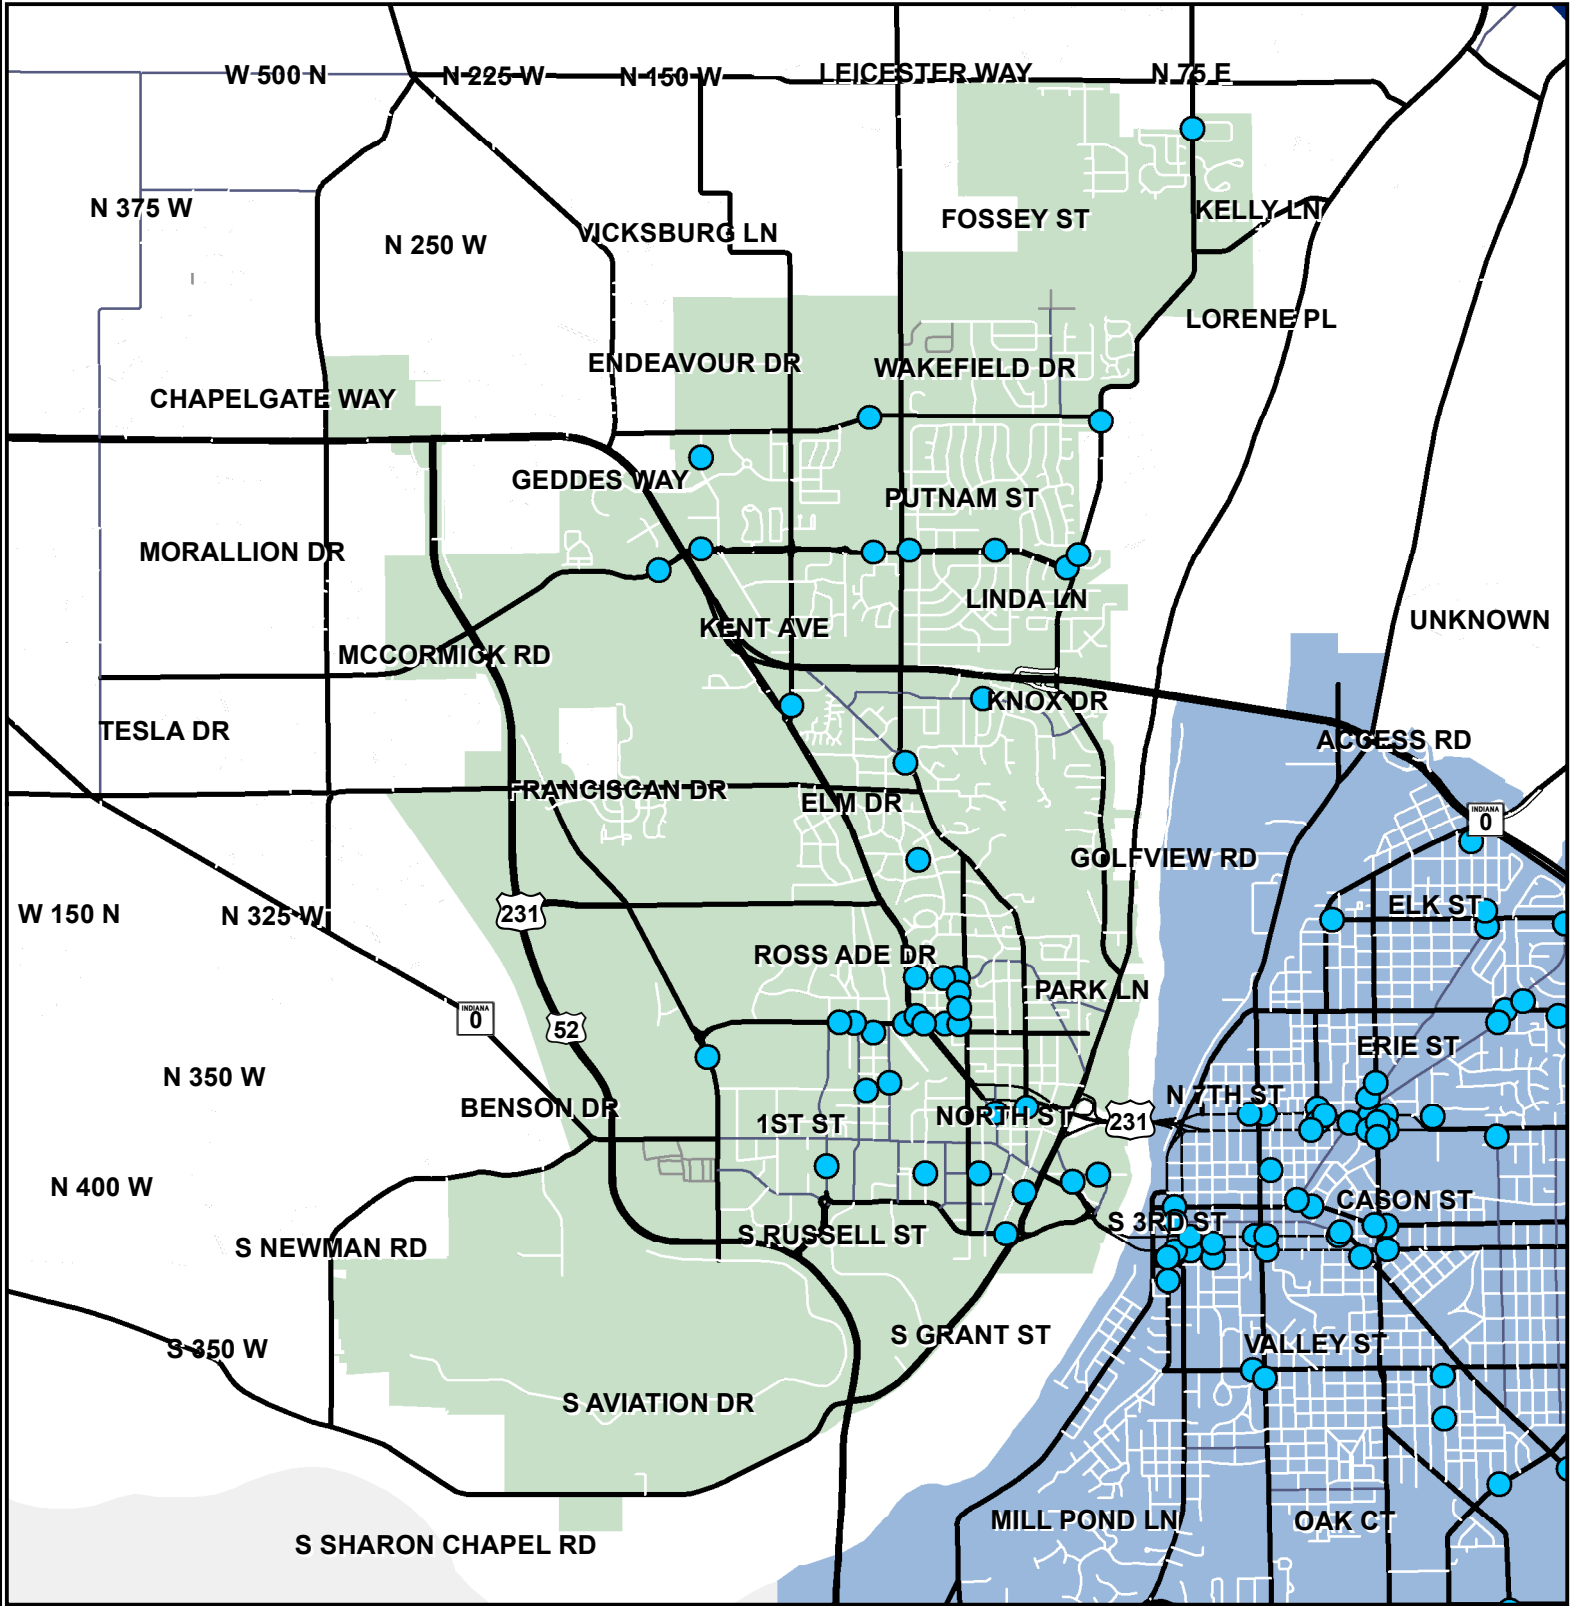 W 500 N
N 225 W
N 150 W
LEICESTER WAY
N 75 E
N 375 W
N 250 W
VICKSBURG LN
FOSSEY ST
KELLY LN
LORENE PL
ENDEAVOUR DR
WAKEFIELD DR
CHAPELGATE WAY
GEDDES WAY
PUTNAM ST
MORALLION DR
LINDA LN
UNKNOWN
KENT AVE
MCCORMICK RD
KNOX DR
TESLA DR
ACCESS RD
FRANCISCAN DR
ELM DR
INDIANA
0
GOLFVIEW RD
W 150 N
N 325 W
231
ELK ST
ROSS ADE DR
PARK LN
INDIANA
0
52
ERIE ST
N 350 W
BENSON DR
1ST ST
NORTH ST
231
N 7TH ST
N 400 W
CASON ST
S RUSSELL ST
S 3RD ST
S NEWMAN RD
S 350 W
S GRANT ST
VALLEY ST
S AVIATION DR
MILL POND LN
OAK CT
S SHARON CHAPEL RD